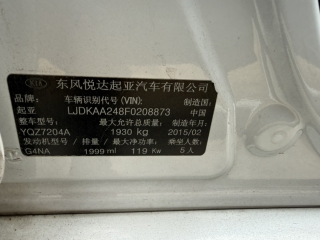 KIA 东风悦达起亚汽车有限公司
品牌: 车辆识别代号(VIN): 制造国:
起亚 LJDKAA248F0208873 中国
整车型号: 最大允许总质量: 制造年月:
YQZ7204A 1930 kg 2015/02
发动机型号/ 排量/ 最大净功率: 乘坐人数:
G4NA 1999 ml 119 Kw 5人